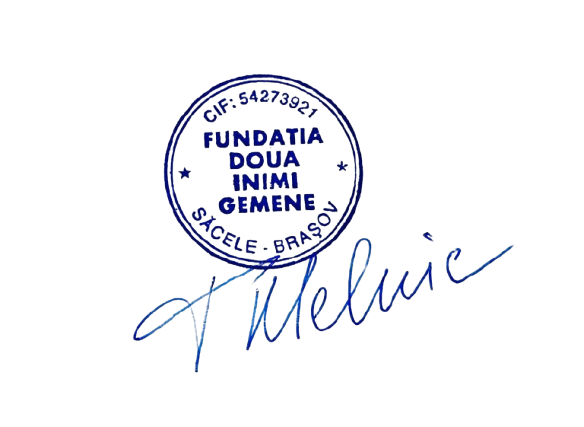 CIF: 54273921
FUNDATIA
DOUA
INIMI
GEMENE
SĂCELE - BRAȘOV